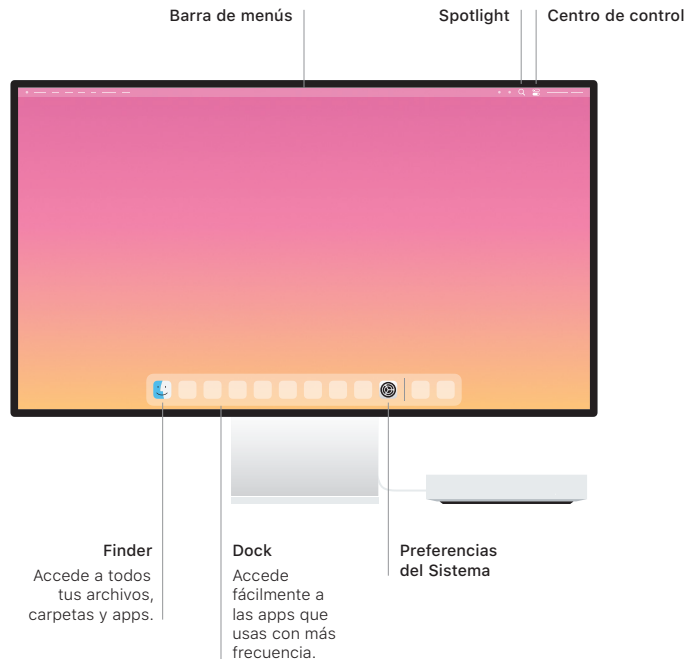 Barra de menús
Spotlight
Centro de control
Finder
Accede a todos
tus archivos,
carpetas y apps.
Dock
Accede
fácilmente a
las apps que
usas con más
frecuencia.
Preferencias
del Sistema